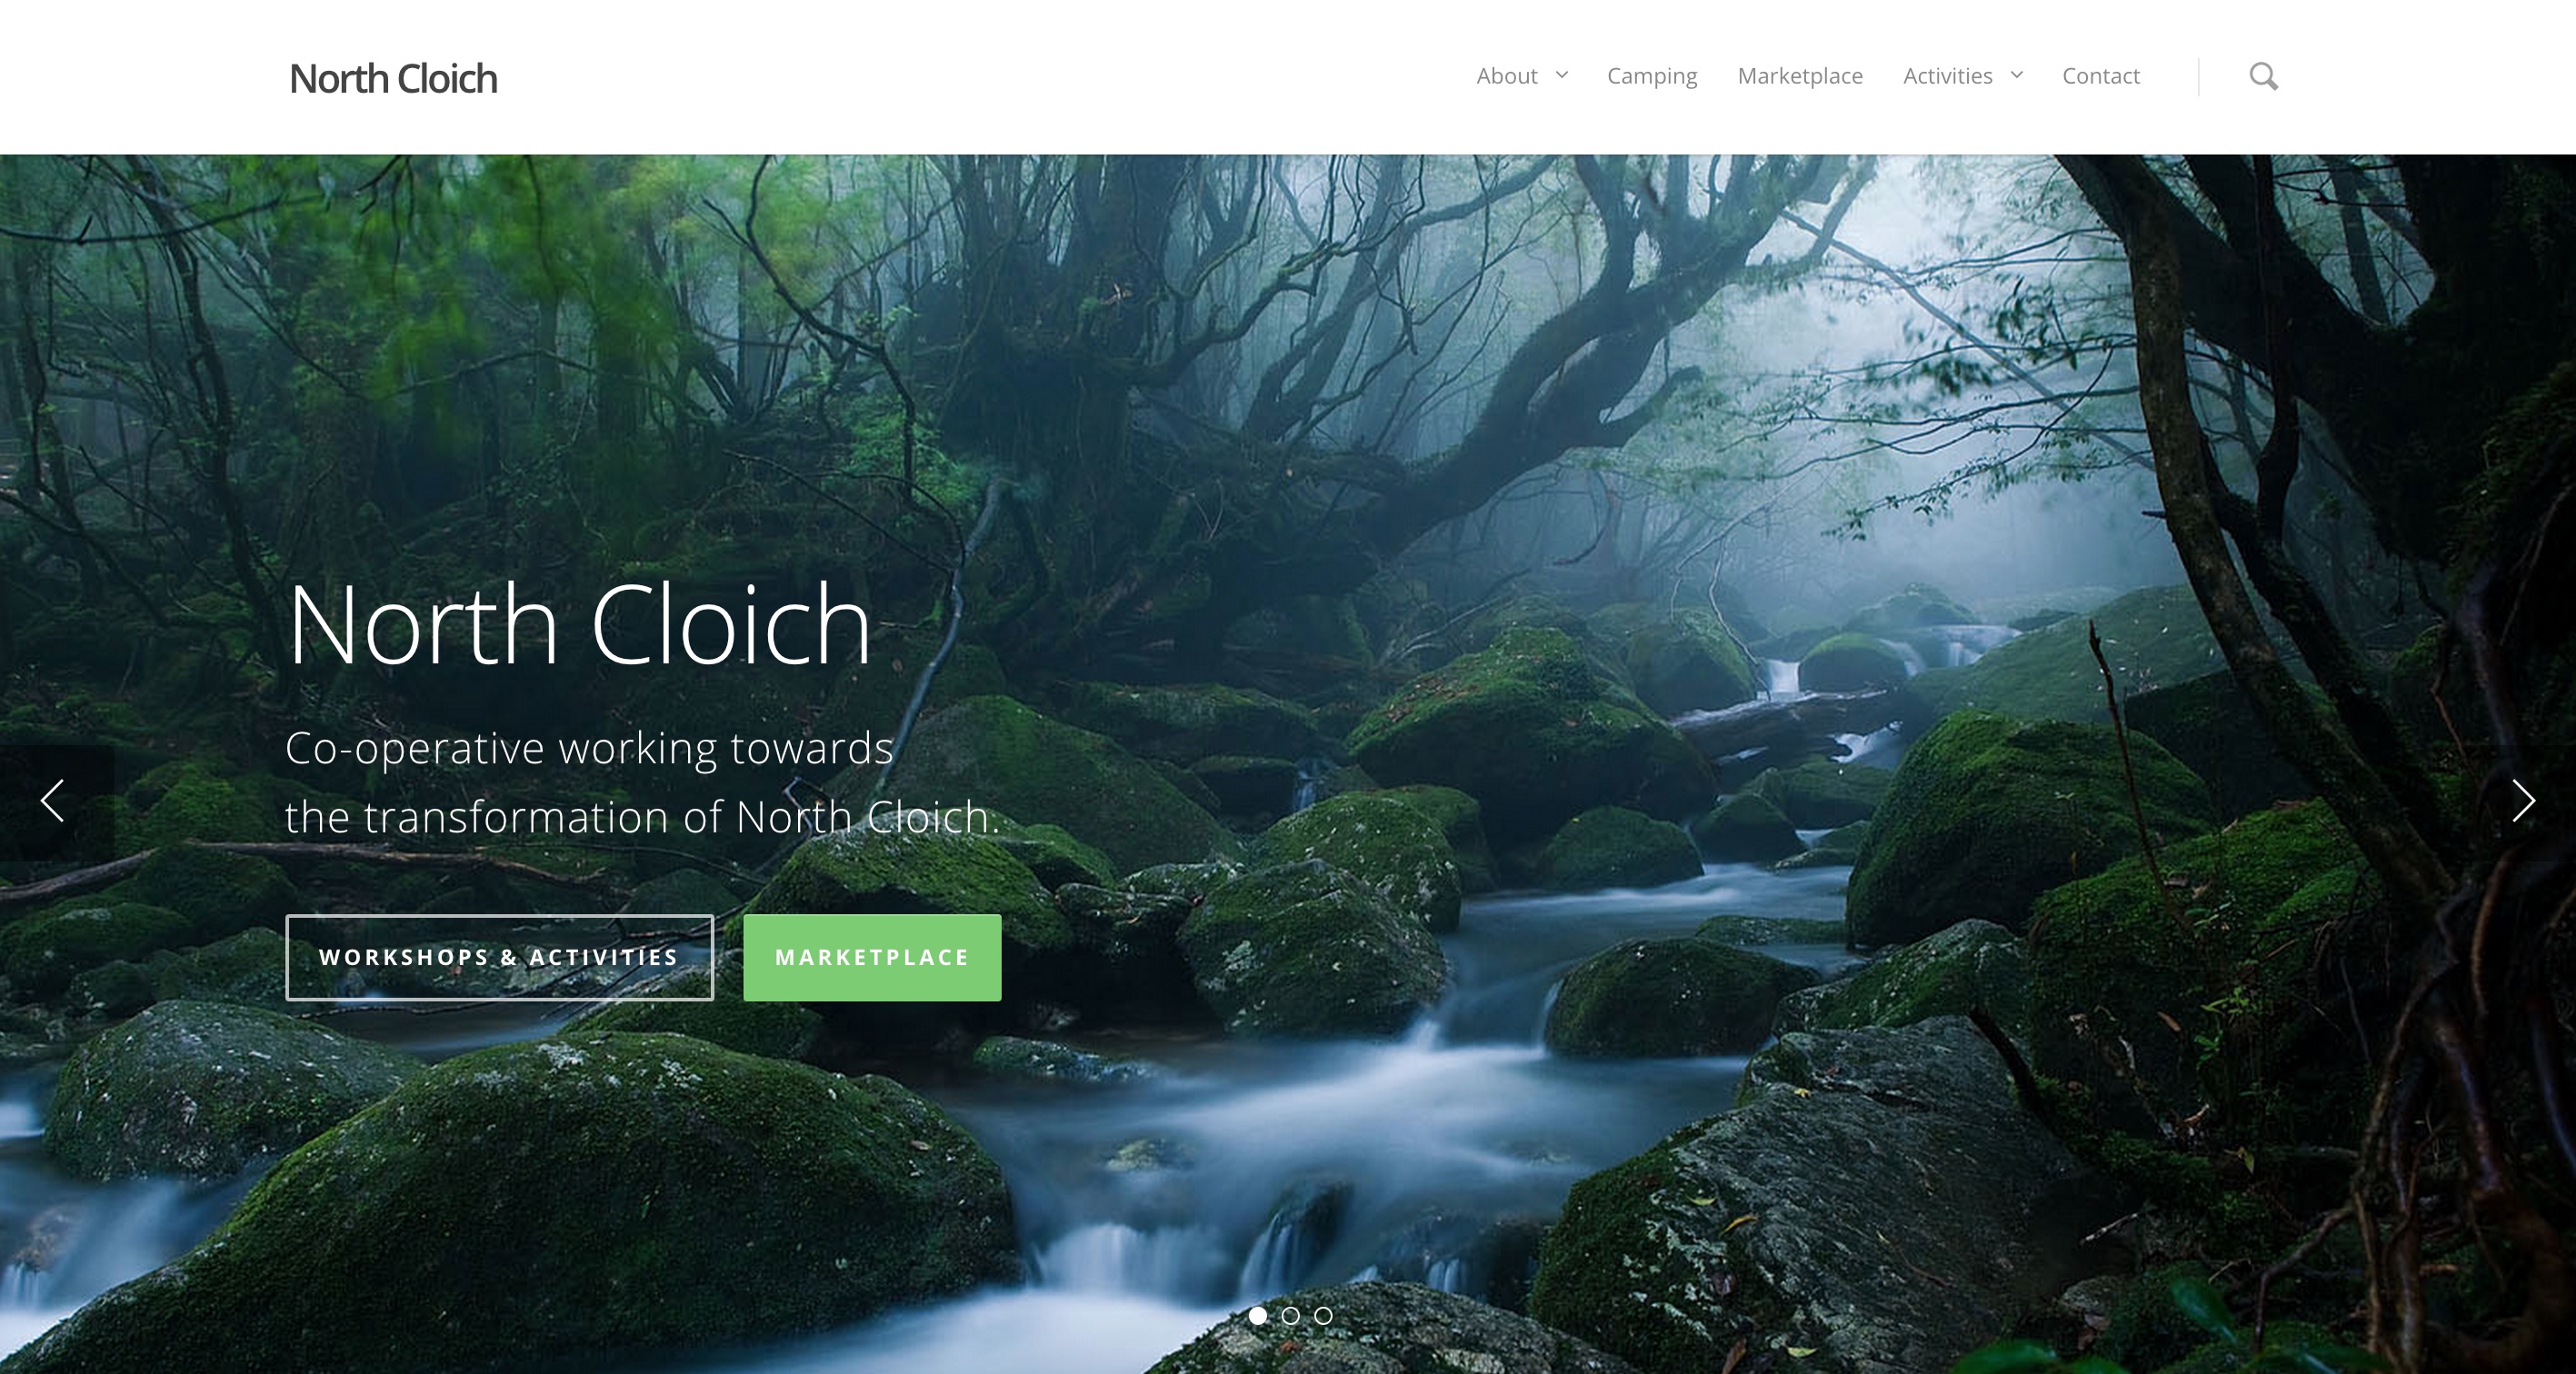 North Cloich
About
Camping
Marketplace
Activities
Contact
North Cloich
Co-operative working towards
the transformation of North Cloich.
WORKSHOPS & ACTIVITIES
MARKETPLACE